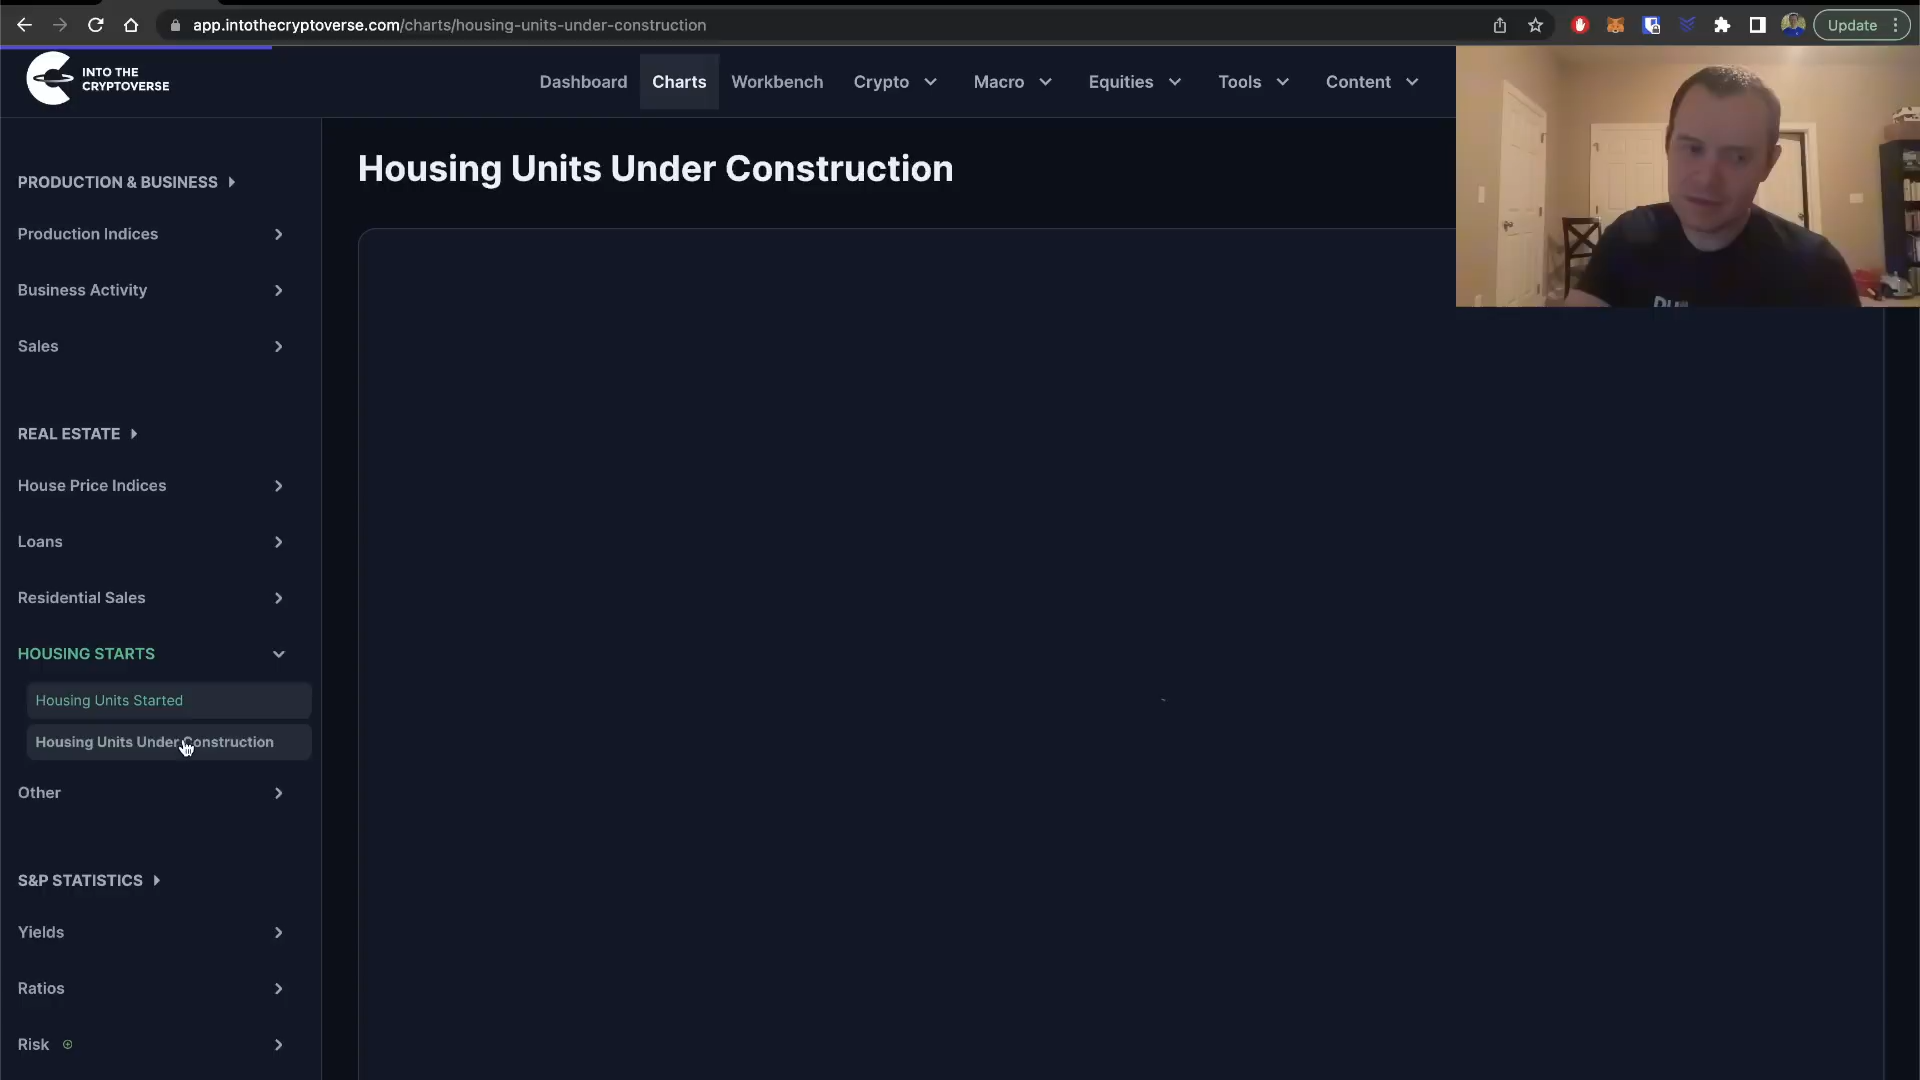 app.intothecryptoverse.com/charts/housing-units-under-construction
Update
INTO THE
CRYPTOVERSE
Dashboard
Charts
Workbench
Crypto
Macro
Equities
Tools
Content
PRODUCTION & BUSINESS
Production Indices
Business Activity
Sales
REAL ESTATE
House Price Indices
Loans
Residential Sales
HOUSING STARTS
Housing Units Started
Housing Units Under Construction
Other
S&P STATISTICS
Yields
Ratios
Risk
Housing Units Under Construction